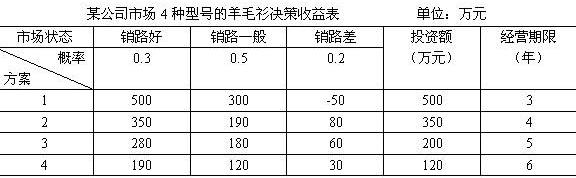 某公司市场4种型号的羊毛衫决策收益表 单位：万元
市场状态 销路好 销路一般 销路差 投资额（万元） 经营期限（年）
概率 0.3 0.5 0.2
方案
1 500 300 -50 500 3
2 350 190 80 350 4
3 280 180 60 200 5
4 190 120 30 120 6